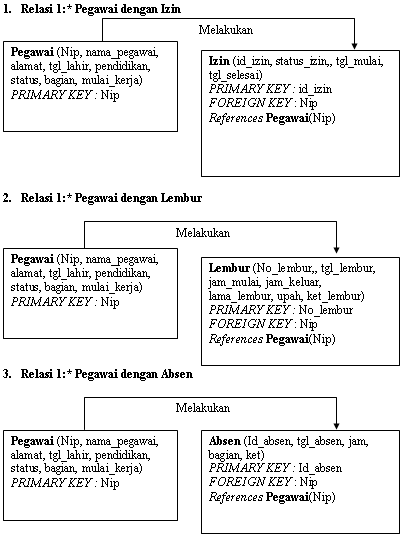 1. Relasi 1:* Pegawai dengan Izin
Melakukan
Pegawai (Nip, nama_pegawai,
alamat, tgl_lahir, pendidikan,
status, bagian, mulai_kerja)
PRIMARY KEY : Nip
Izin (id_izin, status_izin,, tgl_mulai,
tgl_selesai)
PRIMARY KEY : id_izin
FOREIGN KEY : Nip
References Pegawai(Nip)
2. Relasi 1:* Pegawai dengan Lembur
Melakukan
Pegawai (Nip, nama_pegawai,
alamat, tgl_lahir, pendidikan,
status, bagian, mulai_kerja)
PRIMARY KEY : Nip
Lembur (No_lembur,, tgl_lembur,
jam_mulai, jam_keluar,
lama_lembur, upah, ket_lembur)
PRIMARY KEY : No_lembur
FOREIGN KEY : Nip
References Pegawai(Nip)
3. Relasi 1:* Pegawai dengan Absen
Melakukan
Pegawai (Nip, nama_pegawai,
alamat, tgl_lahir, pendidikan,
status, bagian, mulai_kerja)
PRIMARY KEY : Nip
Absen (Id_absen, tgl_absen, jam,
bagian, ket)
PRIMARY KEY : Id_absen
FOREIGN KEY : Nip
References Pegawai(Nip)